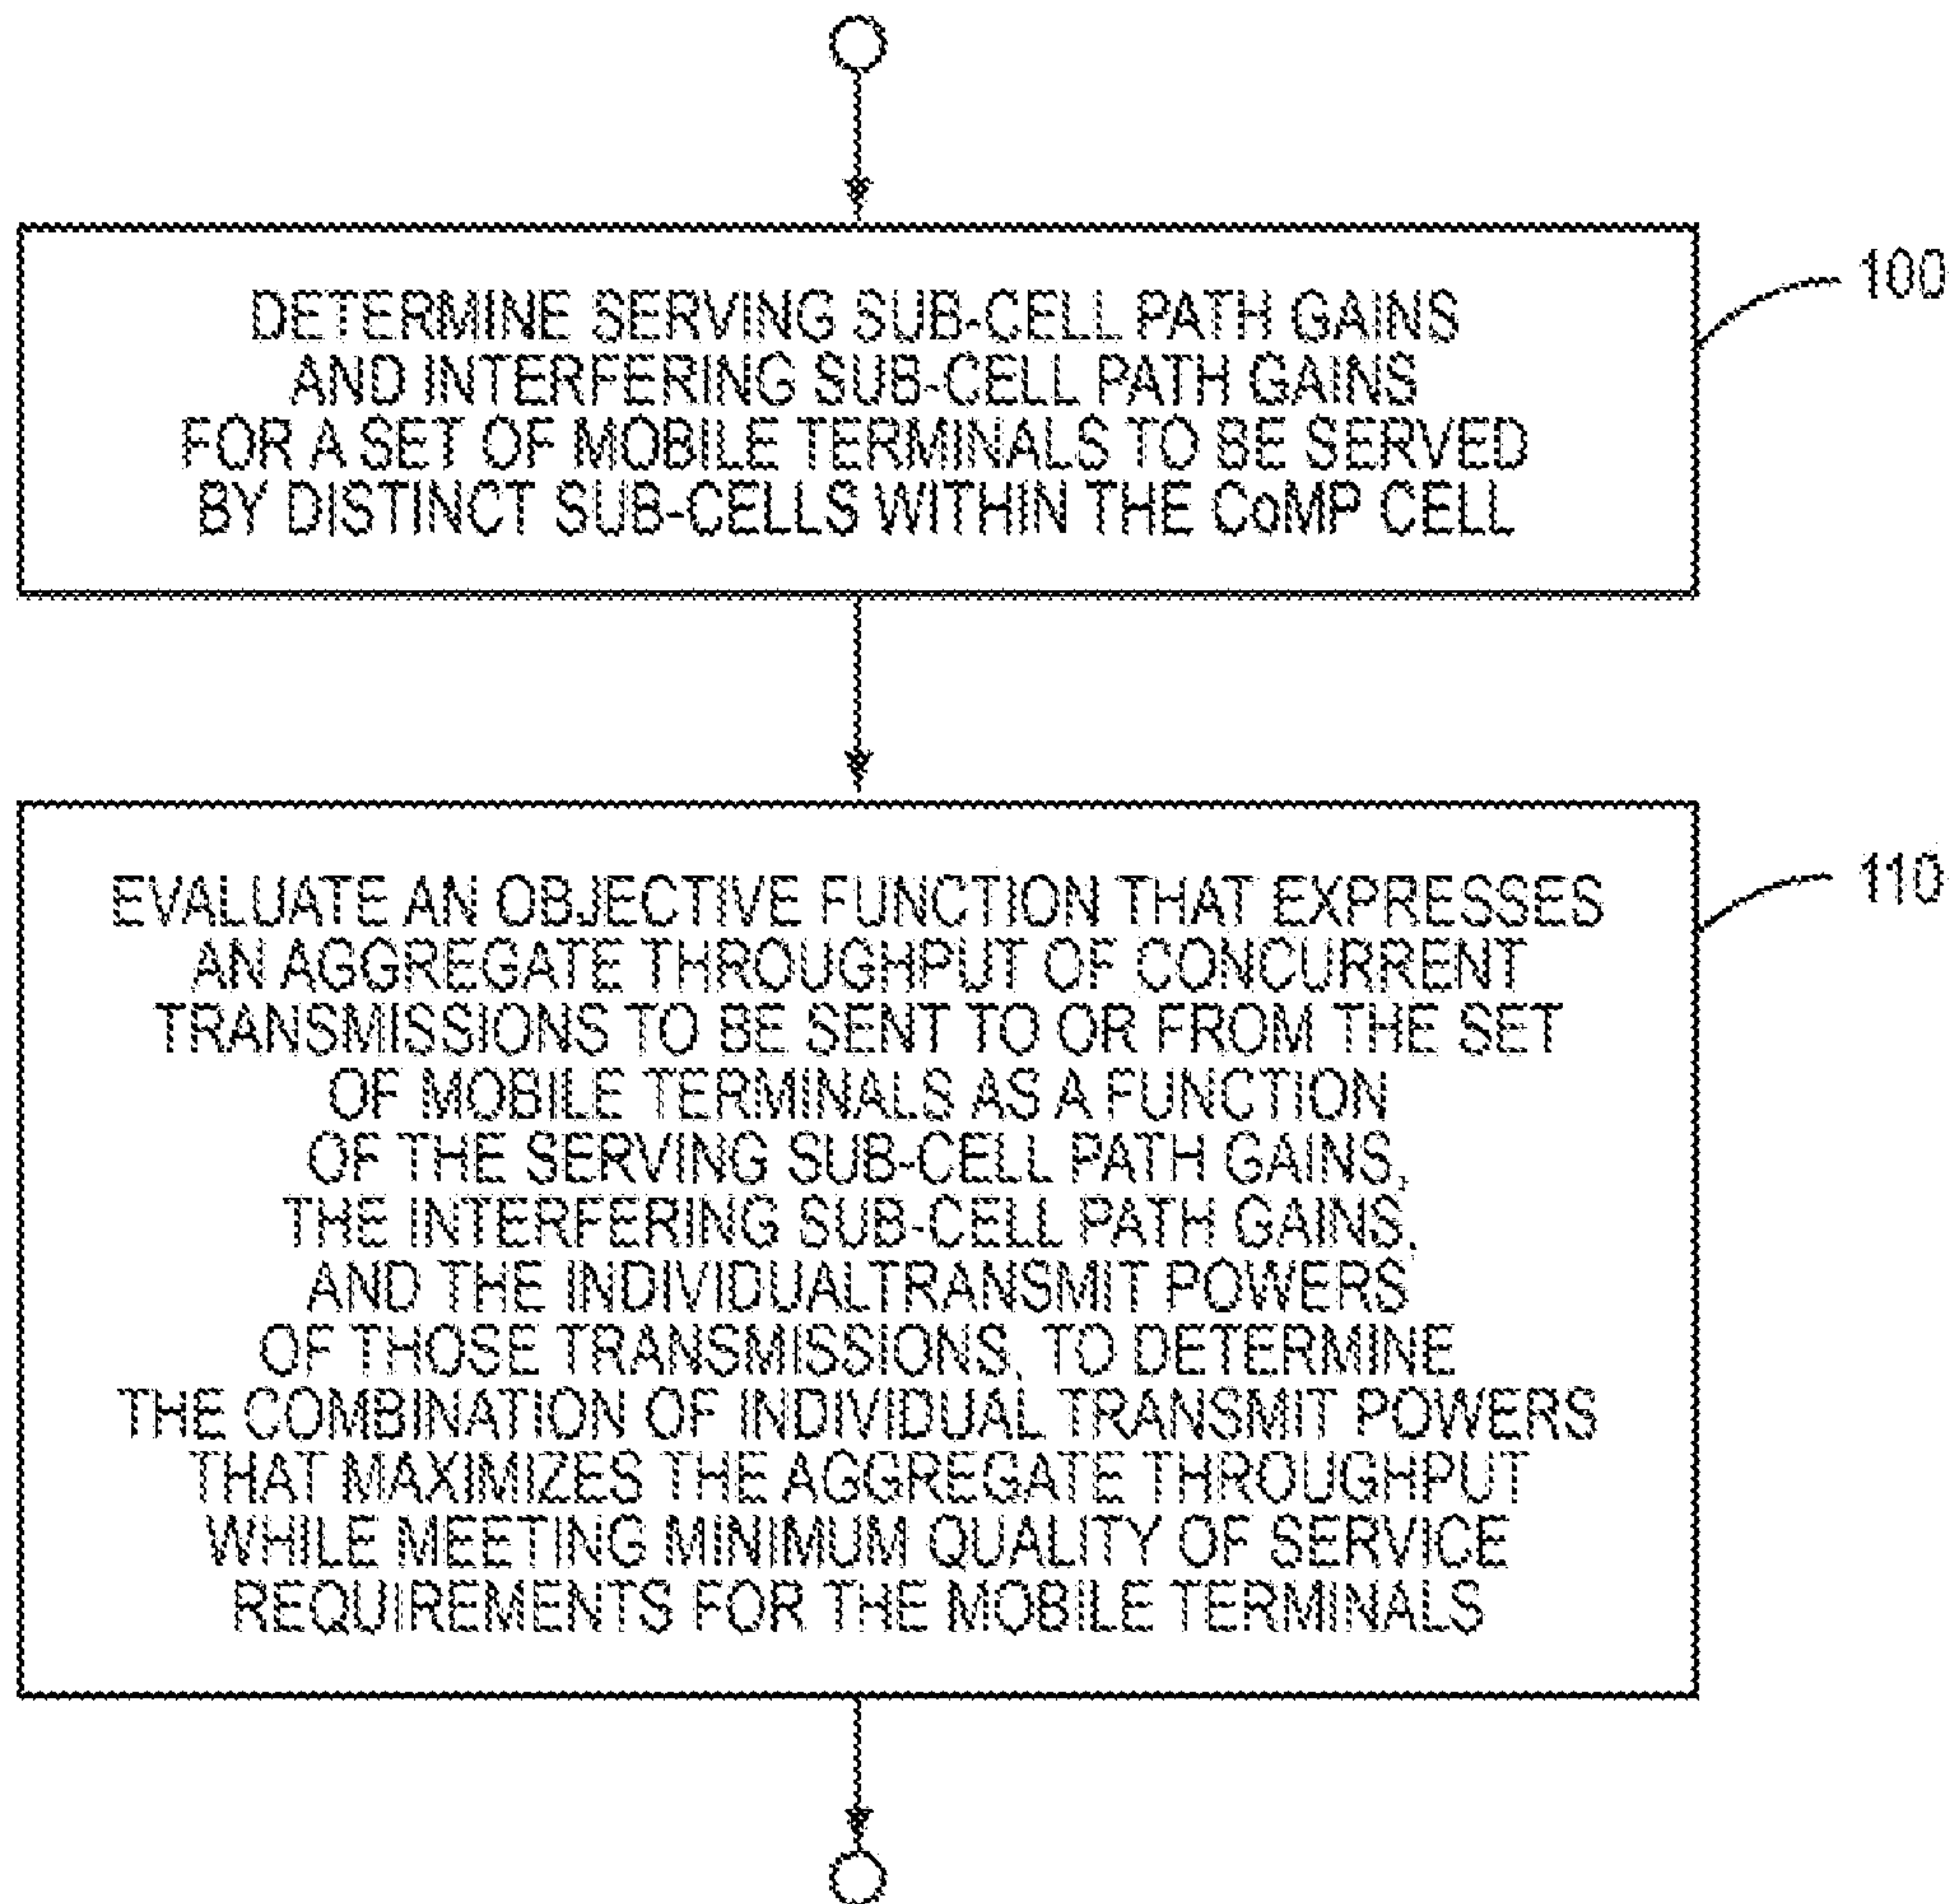 DETERMINE SERVING SUB-CELL PATH GAINS
AND INTERFERING SUB-CELL PATH GAINS
FOR A SET OF MOBILE TERMINALS TO BE SERVED
BY DISTINCT SUB-CELLS WITHIN THE CoMP CELL
100
EVALUATE AN OBJECTIVE FUNCTION THAT EXPRESSES
AN AGGREGATE THROUGHPUT OF CONCURRENT
TRANSMISSIONS TO BE SENT TO OR FROM THE SET
OF MOBILE TERMINALS AS A FUNCTION
OF THE SERVING SUB-CELL PATH GAINS,
THE INTERFERING SUB-CELL PATH GAINS,
AND THE INDIVIDUALTRANSMIT POWERS
OF THOSE TRANSMISSIONS, TO DETERMINE
THE COMBINATION OF INDIVIDUAL TRANSMIT POWERS
THAT MAXIMIZES THE AGGREGATE THROUGHPUT
WHILE MEETING MINIMUM QUALITY OF SERVICE
REQUIREMENTS FOR THE MOBILE TERMINALS
110